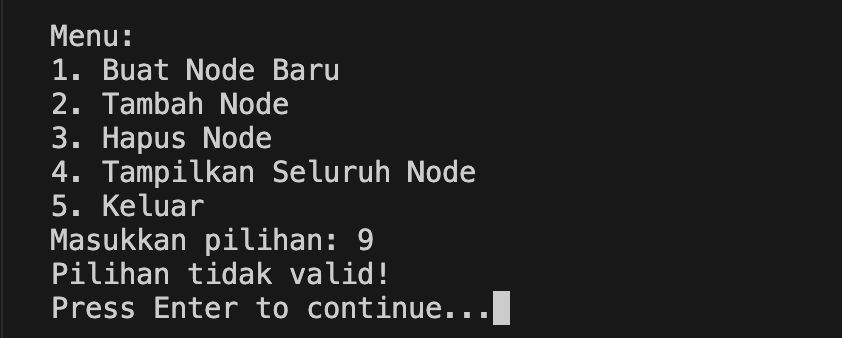 Menu:
1. Buat Node Baru
2. Tambah Node
3. Hapus Node
4. Tampilkan Seluruh Node
5. Keluar
Masukkan pilihan: 9
Pilihan tidak valid!
Press Enter to continue...